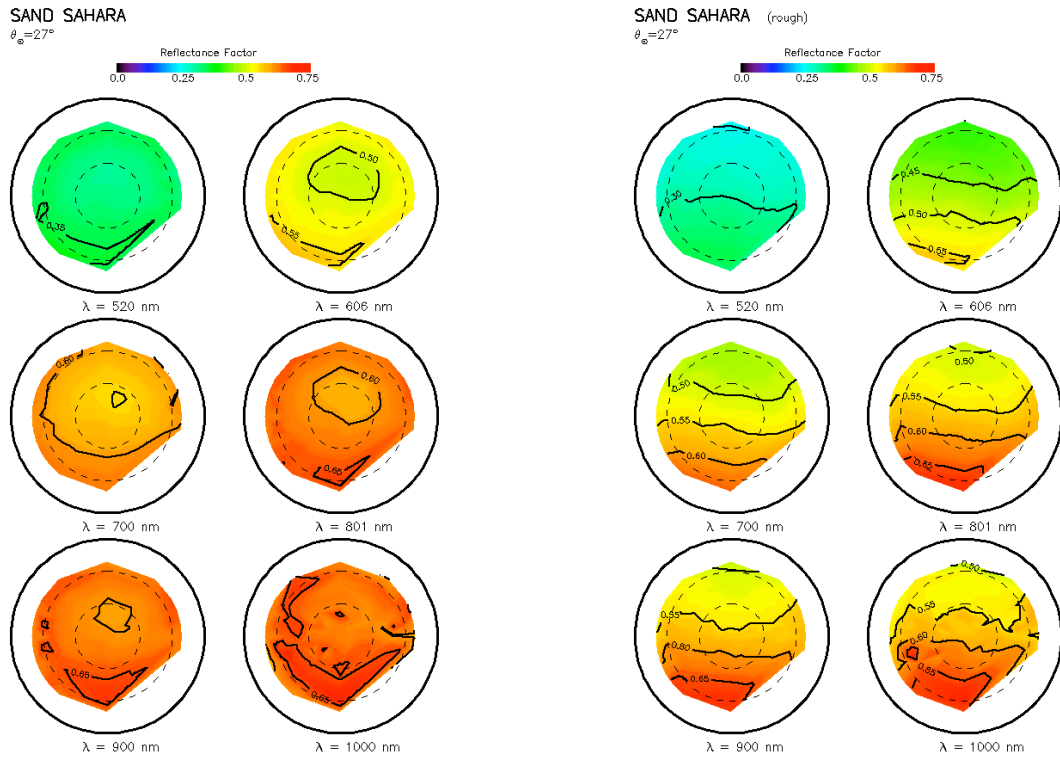 SAND SAHARA
θ⊙=27°
Reflectance Factor
0.0 0.25 0.5 0.75
0.35
λ = 520 nm
0.50
0.55
λ = 606 nm
0.60
λ = 700 nm
0.60
0.65
λ = 801 nm
0.65
λ = 900 nm
0.65
λ = 1000 nm
SAND SAHARA (rough)
θ⊙=27°
Reflectance Factor
0.0 0.25 0.5 0.75
0.30
λ = 520 nm
0.45
0.50
0.55
λ = 606 nm
0.50
0.55
0.60
λ = 700 nm
0.50
0.55
0.60
0.65
λ = 801 nm
0.55
0.60
0.65
λ = 900 nm
0.50
0.55
0.60
0.65
λ = 1000 nm